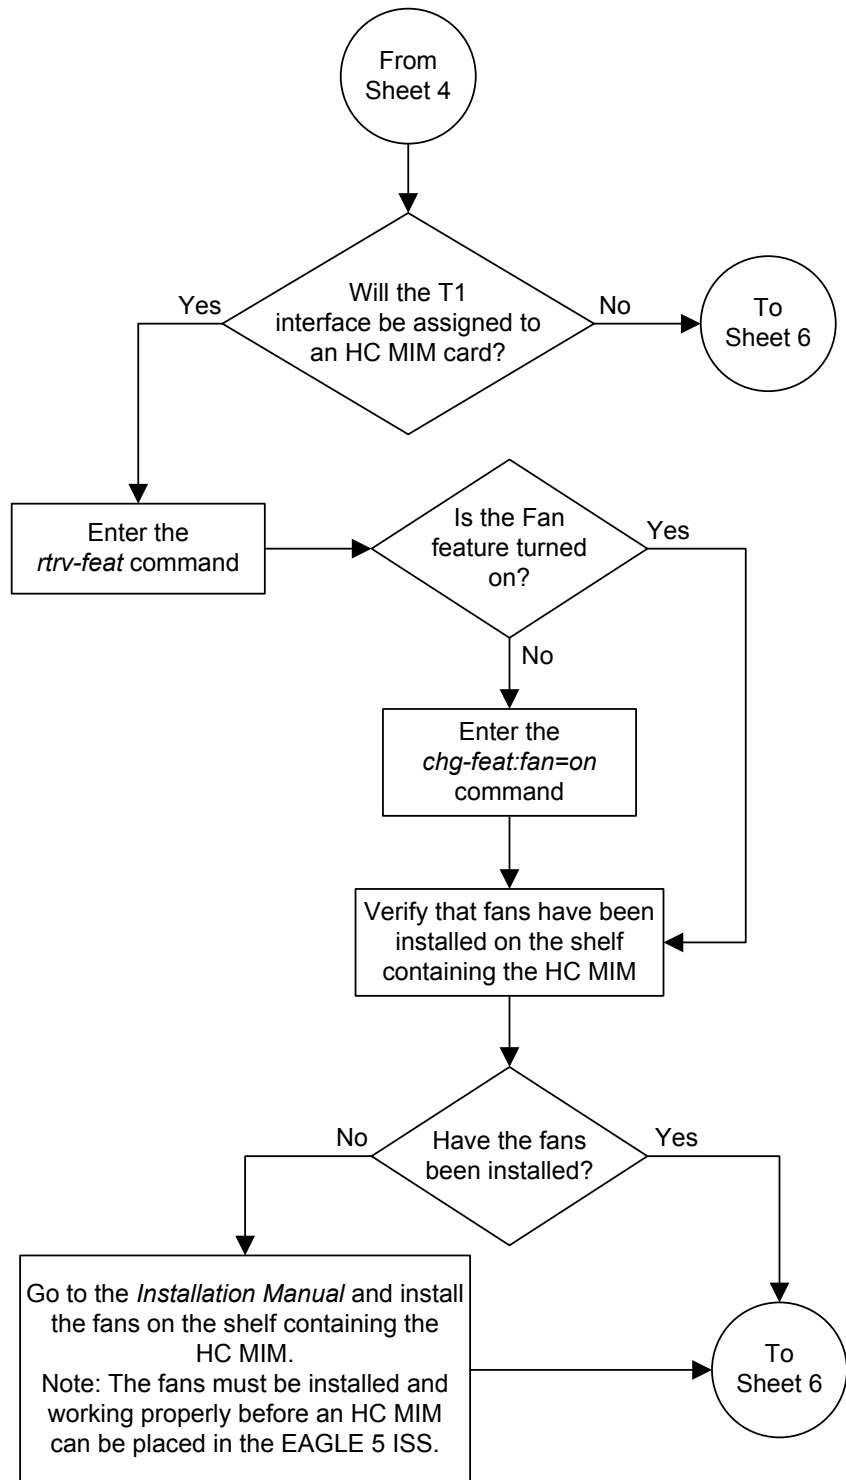 From
Sheet 4
Will the T1
interface be assigned to
an HC MIM card?
Yes
No
To
Sheet 6
Enter the
rtrv-feat command
Is the Fan
feature turned
on?
Yes
No
Enter the
chg-feat:fan=on
command
Verify that fans have been
installed on the shelf
containing the HC MIM
Have the fans
been installed?
No
Yes
Go to the Installation Manual and install
the fans on the shelf containing the
HC MIM.
Note: The fans must be installed and
working properly before an HC MIM
can be placed in the EAGLE 5 ISS.
To
Sheet 6